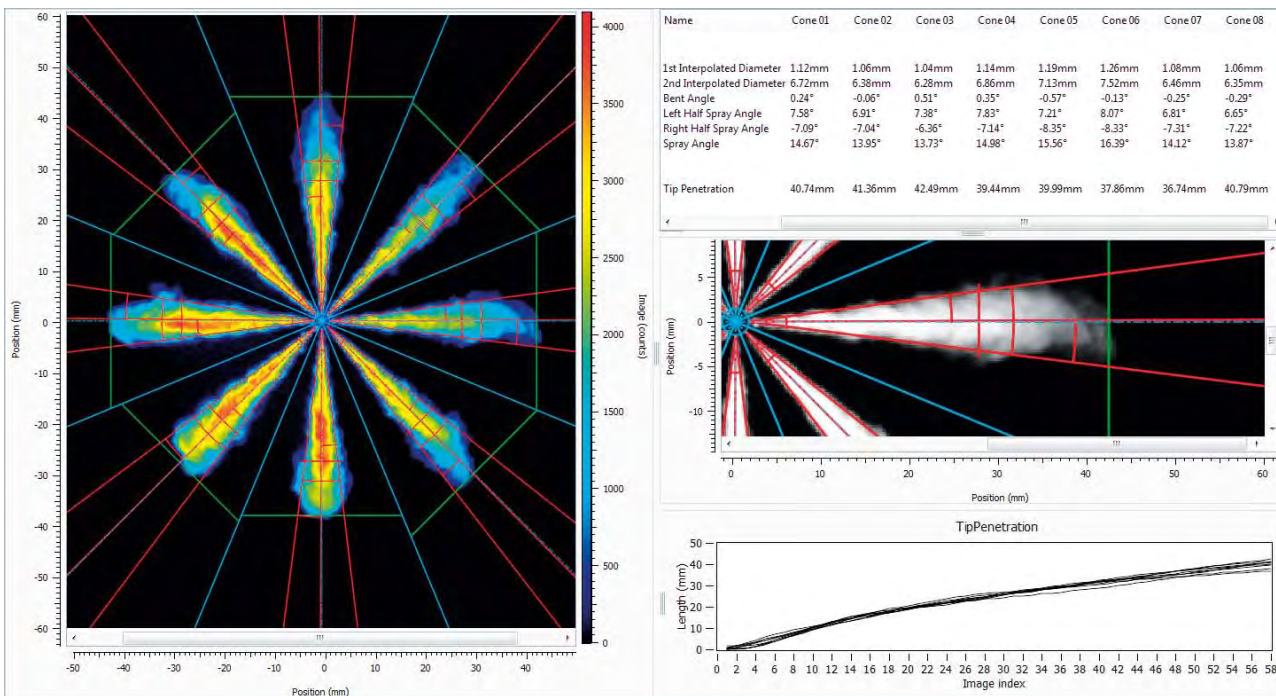 60
50
40
30
20
10
0
-10
-20
-30
-40
-50
-60
Position (mm)
-50 -40 -30 -20 -10 0 10 20 30 40
Position (mm)
4000
3500
3000
2500
2000
1500
1000
500
0
Image (counts)
Name Cone 01 Cone 02 Cone 03 Cone 04 Cone 05 Cone 06 Cone 07 Cone 08
1st Interpolated Diameter 1.12mm 1.06mm 1.04mm 1.14mm 1.19mm 1.26mm 1.08mm 1.06mm
2nd Interpolated Diameter 6.72mm 6.38mm 6.28mm 6.86mm 7.13mm 7.52mm 6.46mm 6.35mm
Bent Angle 0.24° -0.06° 0.51° 0.35° -0.57° -0.13° -0.25° -0.29°
Left Half Spray Angle 7.58° 6.91° 7.38° 7.83° 7.21° 8.07° 6.81° 6.65°
Right Half Spray Angle -7.09° -7.04° -6.36° -7.14° -8.35° -8.33° -7.31° -7.22°
Spray Angle 14.67° 13.95° 13.73° 14.98° 15.56° 16.39° 14.12° 13.87°
Tip Penetration 40.74mm 41.36mm 42.49mm 39.44mm 39.99mm 37.86mm 36.74mm 40.79mm
5
0
-5
-10
Position (mm)
0 10 20 30 40 50 60
Position (mm)
TipPenetration
50
40
30
20
10
0
Length (mm)
0 2 4 6 8 10 12 14 16 18 20 22 24 26 28 30 32 34 36 38 40 42 44 46 48 50 52 54 56 58
Image index